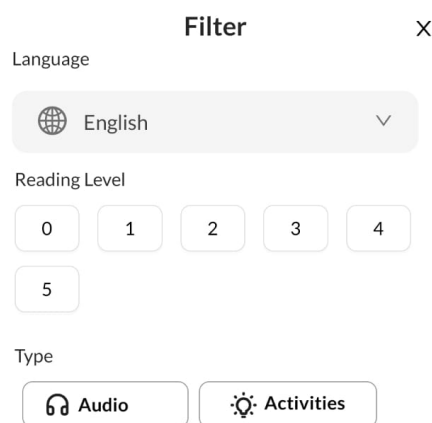 Filter X
Language
English
Reading Level
0 1 2 3 4
5
Type
Audio Activities